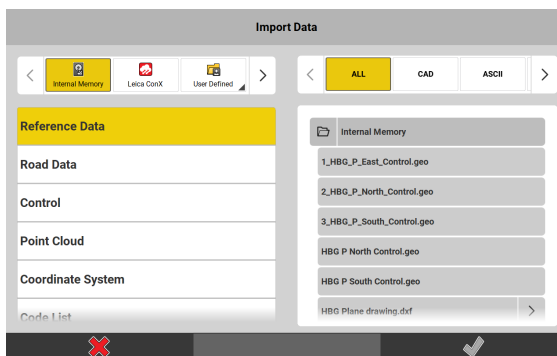 Import Data
Internal Memory
Leica ConX
User Defined
ALL
CAD
ASCII
Reference Data
Road Data
Control
Point Cloud
Coordinate System
Code List
Internal Memory
1_HBG_P_East_Control.geo
2_HBG_P_North_Control.geo
3_HBG_P_South_Control.geo
HBG P North Control.geo
HBG P South Control.geo
HBG Plane drawing.dxf